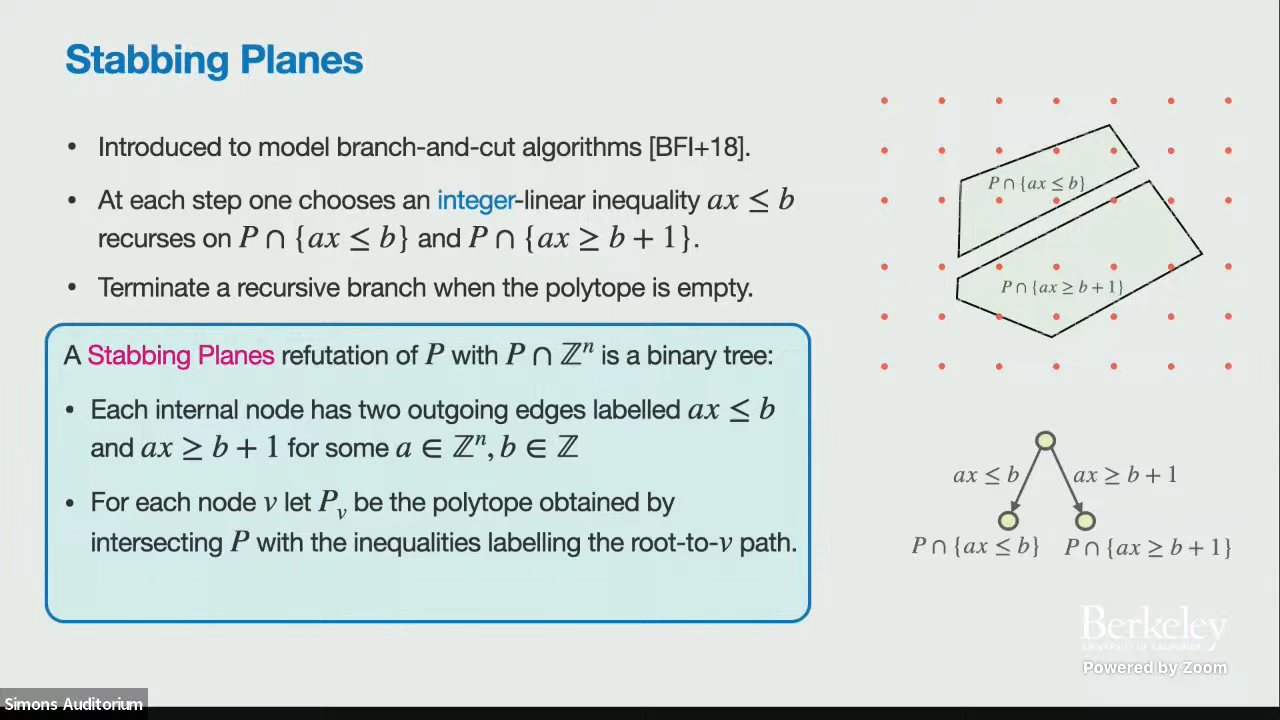 Stabbing Planes
• Introduced to model branch-and-cut algorithms [BFI+18].
• At each step one chooses an integer-linear inequality ax ≤ b
recurses on P ∩ {ax ≤ b} and P ∩ {ax ≥ b + 1}.
• Terminate a recursive branch when the polytope is empty.
A Stabbing Planes refutation of P with P ∩ ℤⁿ is a binary tree:
• Each internal node has two outgoing edges labelled ax ≤ b
and ax ≥ b + 1 for some a ∈ ℤⁿ, b ∈ ℤ
• For each node v let Pᵥ be the polytope obtained by
intersecting P with the inequalities labelling the root-to-v path.
P ∩ {ax ≤ b}
P ∩ {ax ≥ b + 1}
ax ≤ b
ax ≥ b + 1
P ∩ {ax ≤ b}
P ∩ {ax ≥ b + 1}
Berkeley
UNIVERSITY OF CALIFORNIA
Powered by Zoom
Simons Auditorium